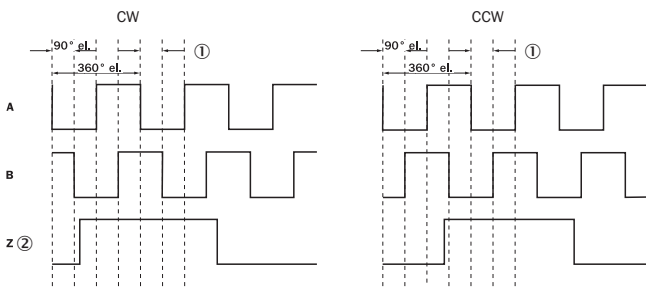 CW CCW
90° el. ① 90° el. ①
360° el. 360° el.
A
B
Z ②